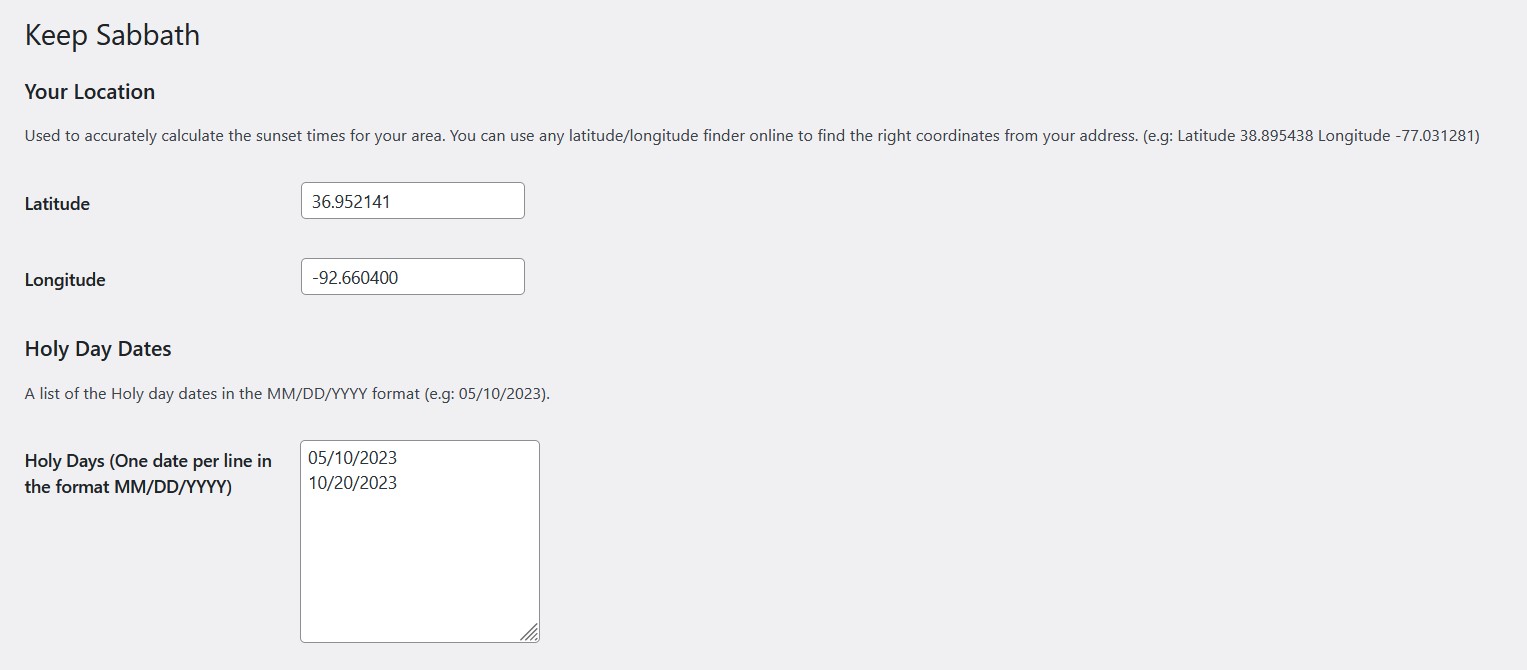 Keep Sabbath
Your Location
Used to accurately calculate the sunset times for your area. You can use any latitude/longitude finder online to find the right coordinates from your address. (e.g: Latitude 38.895438 Longitude -77.031281)
Latitude
36.952141
Longitude
-92.660400
Holy Day Dates
A list of the Holy day dates in the MM/DD/YYYY format (e.g: 05/10/2023).
Holy Days (One date per line in
the format MM/DD/YYYY)
05/10/2023
10/20/2023